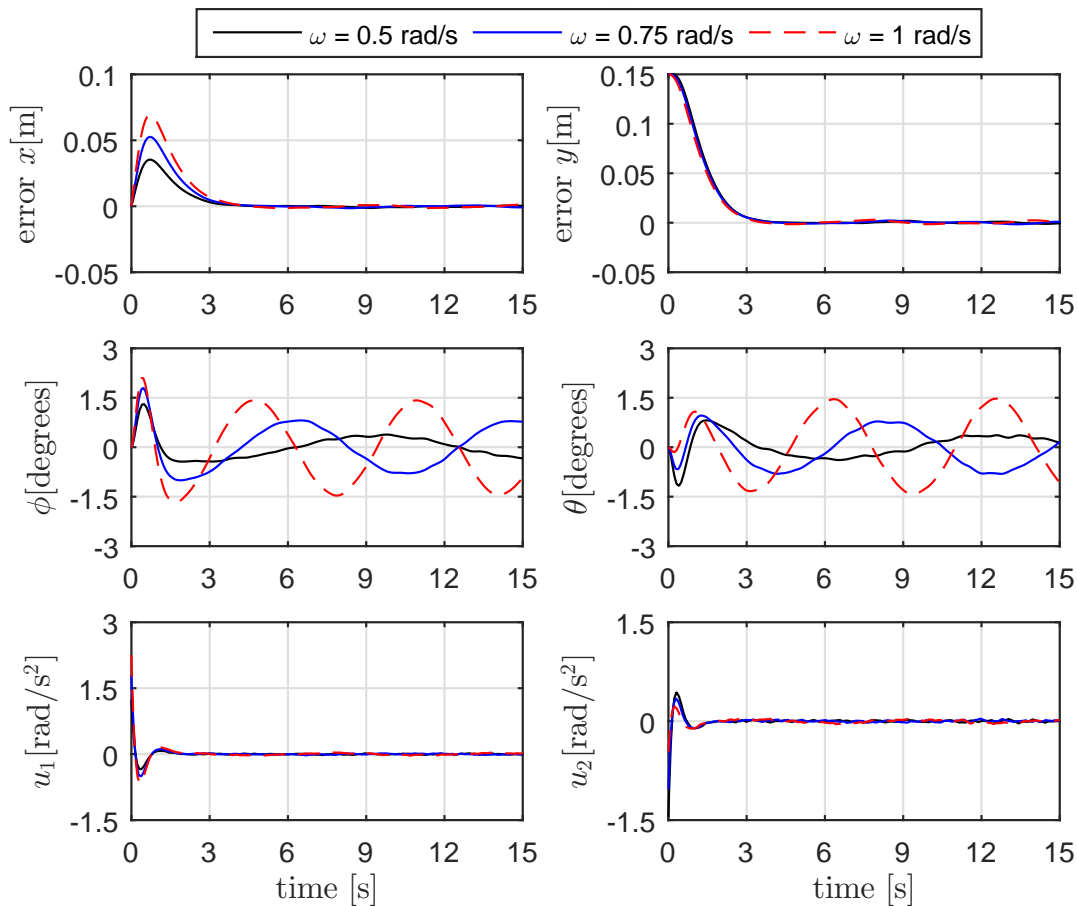 ω = 0.5 rad/s ω = 0.75 rad/s ω = 1 rad/s
error x[m]
0.1
0.05
0
-0.05
0 3 6 9 12 15
error y[m]
0.15
0.1
0.05
0
-0.05
0 3 6 9 12 15
ϕ[degrees]
3
1.5
0
-1.5
-3
0 3 6 9 12 15
θ[degrees]
3
1.5
0
-1.5
-3
0 3 6 9 12 15
u₁[rad/s²]
3
1.5
0
-1.5
0 3 6 9 12 15
time [s]
u₂[rad/s²]
1.5
0
-1.5
0 3 6 9 12 15
time [s]